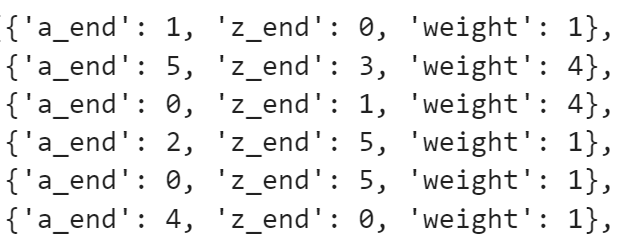 {'a_end': 1, 'z_end': 0, 'weight': 1},
{'a_end': 5, 'z_end': 3, 'weight': 4},
{'a_end': 0, 'z_end': 1, 'weight': 4},
{'a_end': 2, 'z_end': 5, 'weight': 1},
{'a_end': 0, 'z_end': 5, 'weight': 1},
{'a_end': 4, 'z_end': 0, 'weight': 1},